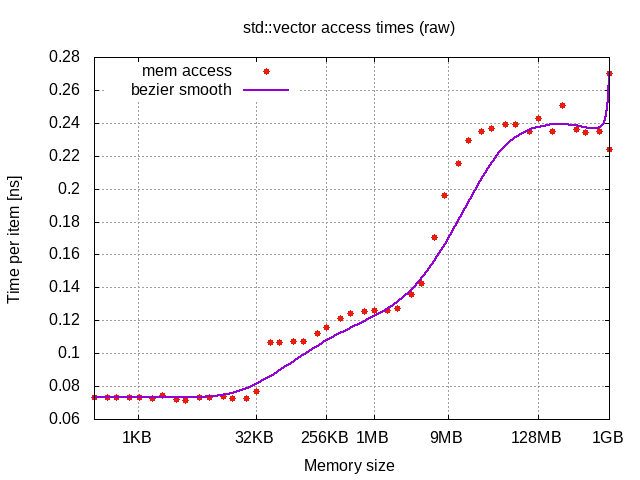 std::vector access times (raw)
mem access
bezier smooth
Time per item [ns]
0.28
0.26
0.24
0.22
0.2
0.18
0.16
0.14
0.12
0.1
0.08
0.06
1KB 32KB 256KB 1MB 9MB 128MB 1GB
Memory size